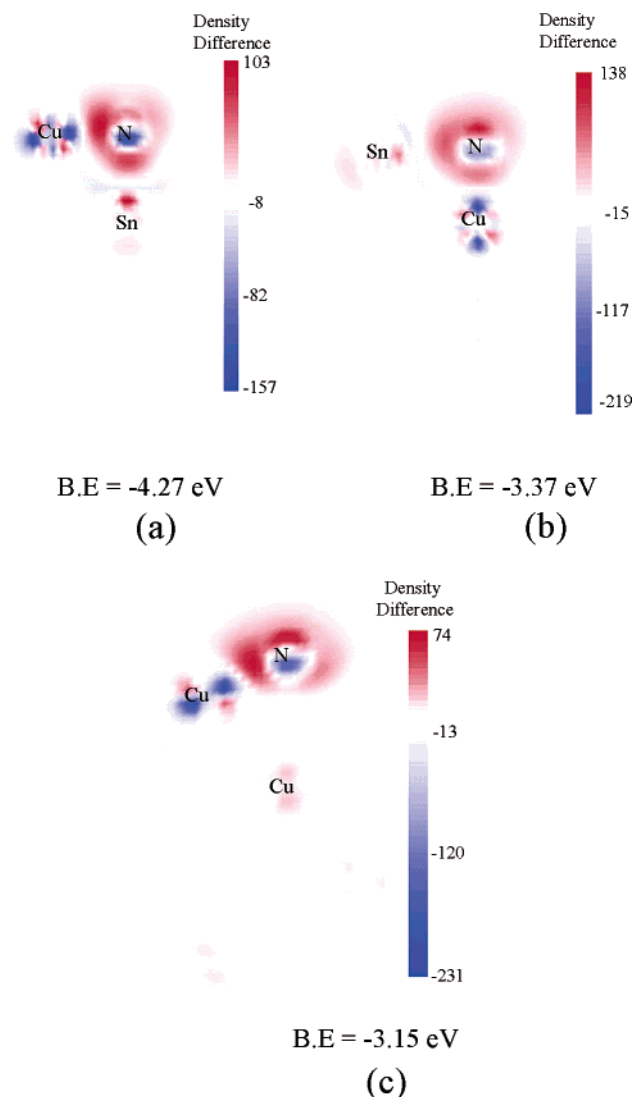 Density
Difference
103
Cu
N
-8
Sn
-82
-157
B.E = -4.27 eV
(a)
Density
Difference
138
Sn
N
-15
Cu
-117
-219
B.E = -3.37 eV
(b)
Density
Difference
74
N
Cu
-13
Cu
-120
-231
B.E = -3.15 eV
(c)